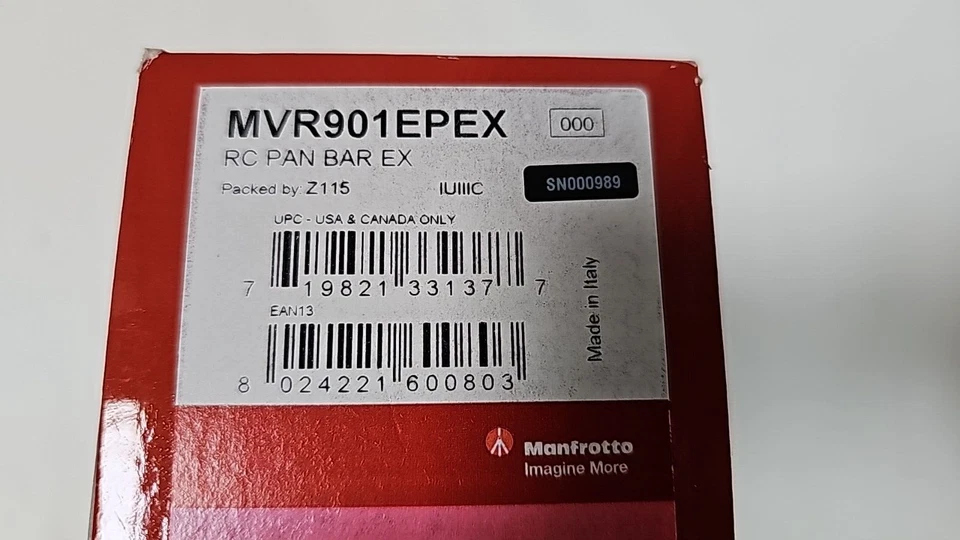 MVR901EPEX
000
RC PAN BAR EX
Packed by: Z115
IUIIIC
SN000989
UPC - USA & CANADA ONLY
7 19821 33137 7
EAN13
8 024221 600803
Made in Italy
Manfrotto
Imagine More